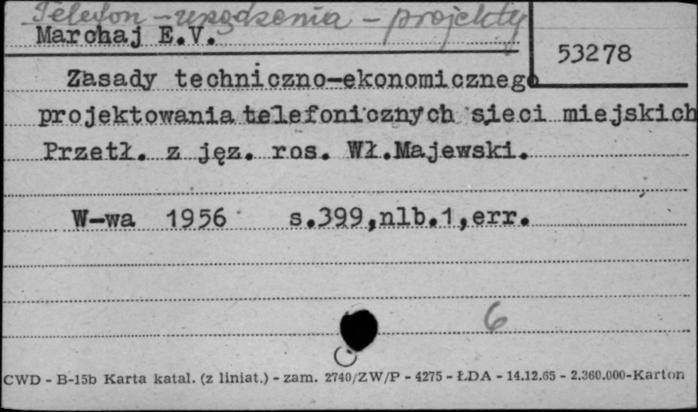 Telefon - urządzenia - projekty
Marchaj E.V.
53278
Zasady techniczno-ekonomicznego
projektowania telefonicznych sieci miejskich
Przetł. z jęz. ros. Wł.Majewski.
W-wa 1956 s.399,nlb.1,err.
6
CWD - B-15b Karta katal. (z liniat.) - zam. 2740/ZW/P - 4275 - ŁDA - 14.12.65 - 2.360.000-Karton